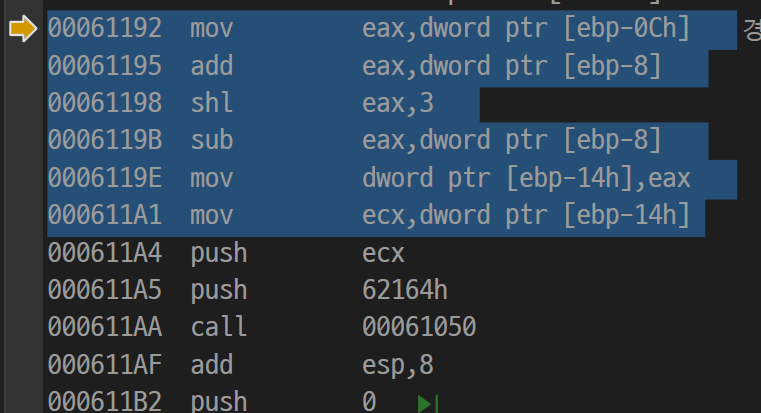 00061192 mov eax,dword ptr [ebp-0Ch] 경
00061195 add eax,dword ptr [ebp-8]
00061198 shl eax,3
0006119B sub eax,dword ptr [ebp-8]
0006119E mov dword ptr [ebp-14h],eax
000611A1 mov ecx,dword ptr [ebp-14h]
000611A4 push ecx
000611A5 push 62164h
000611AA call 00061050
000611AF add esp,8
000611B2 push 0